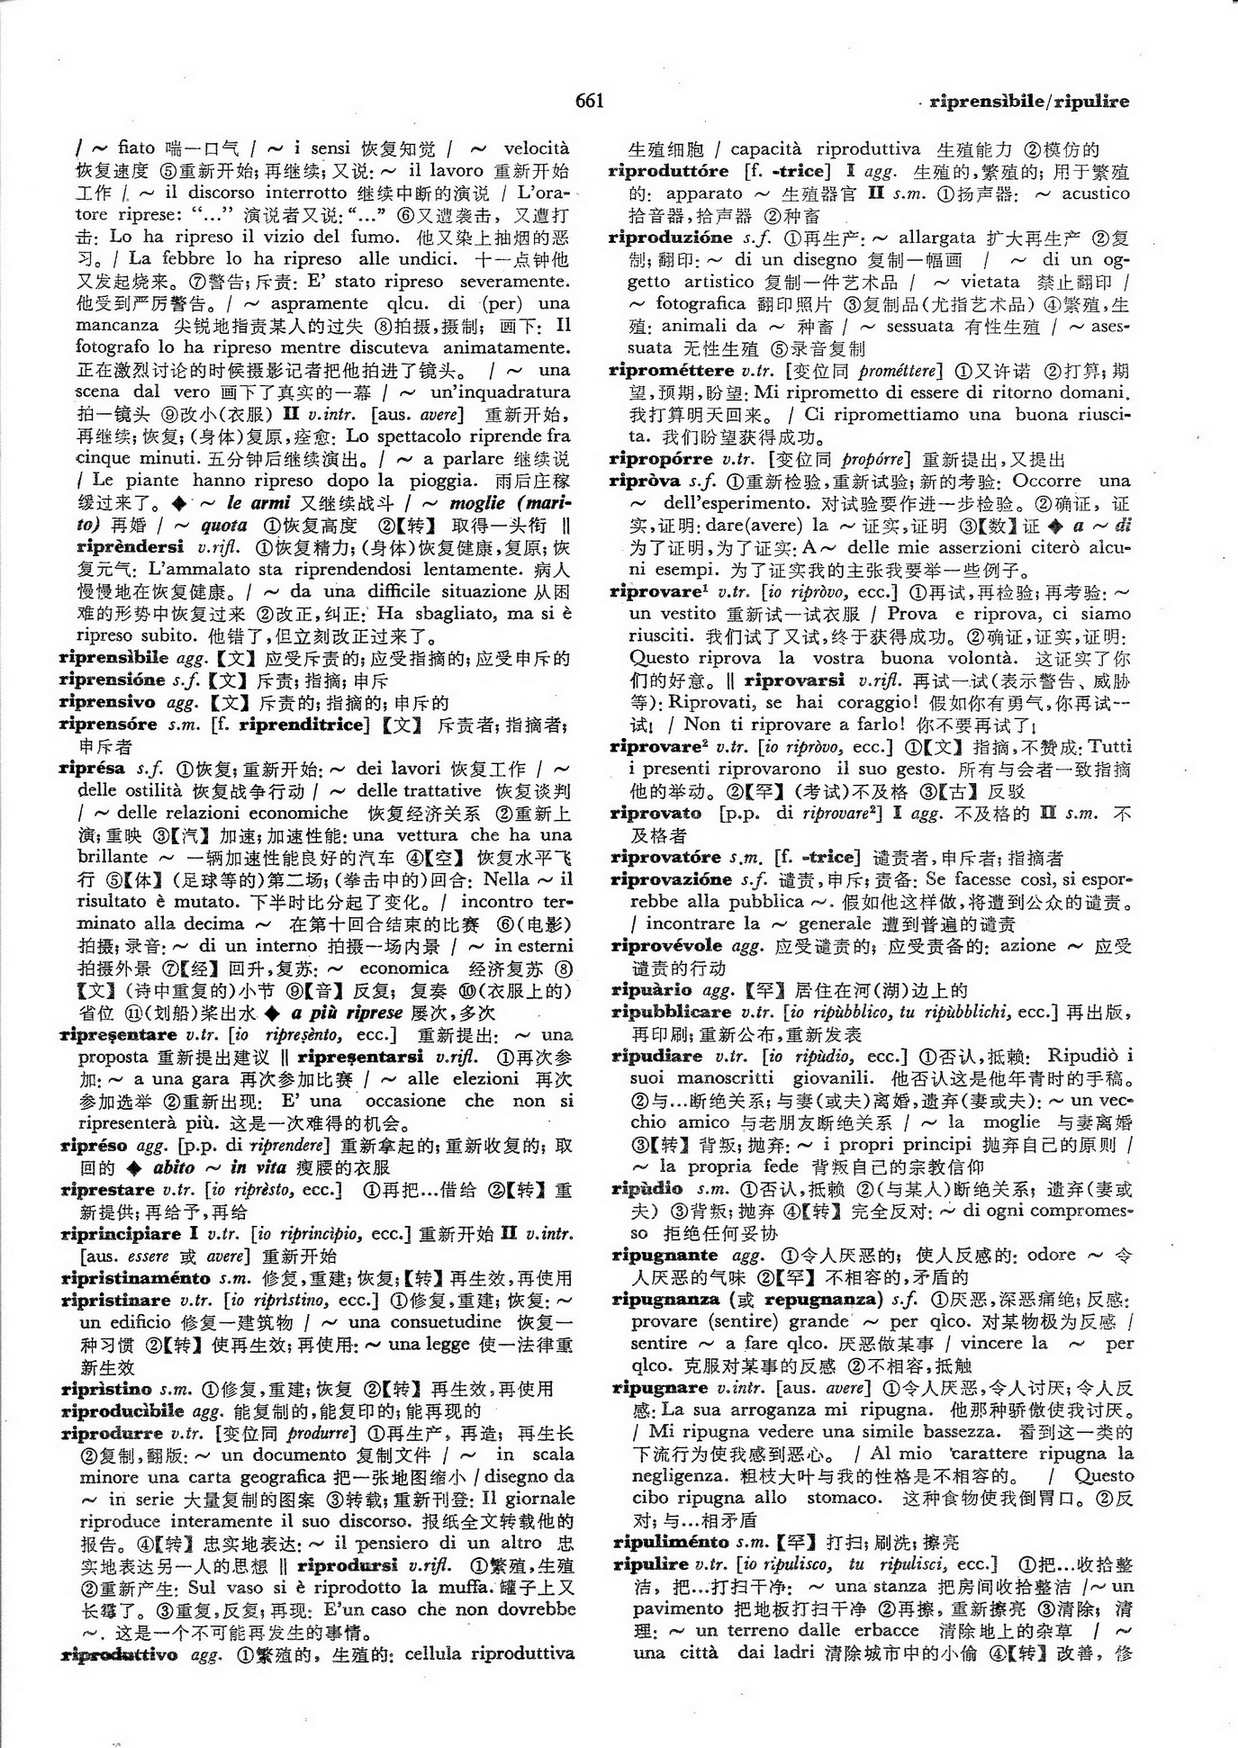 661
riprensìbile/ripulire
/ ～ fiato 喘一口气 / ～ i sensi 恢复知觉 / ～ velocità
恢复速度 ⑤重新开始; 再继续; 又说: ～ il lavoro 重新开始
工作 / ～ il discorso interrotto 继续中断的演说 / L'ora-
tore riprese: “...” 演说者又说: “...” ⑥又遭袭击, 又遭打
击: Lo ha ripreso il vizio del fumo. 他又染上抽烟的恶
习。/ La febbre lo ha ripreso alle undici. 十一点钟他
又发起烧来。⑦警告; 斥责: E' stato ripreso severamente.
他受到严厉警告。/ ～ aspramente qlcu. di (per) una
mancanza 尖锐地指责某人的过失 ⑧拍摄,摄制; 画下: Il
fotografo lo ha ripreso mentre discuteva animatamente.
正在激烈讨论的时候摄影记者把他拍进了镜头。 / ～ una
scena dal vero 画下了真实的一幕 / ～ un'inquadratura
拍一镜头 ⑨改小(衣服) II v.intr. [aus. avere] 重新开始,
再继续; 恢复; (身体)复原,痊愈: Lo spettacolo riprende fra
cinque minuti. 五分钟后继续演出。/ ～ a parlare 继续说
/ Le piante hanno ripreso dopo la pioggia. 雨后庄稼
缓过来了。◆ ～ le armi 又继续战斗 / ～ moglie (mari-
to) 再婚 / ～ quota ①恢复高度 ②【转】 取得一头衔 ‖
riprèndersi v.rifl. ①恢复精力; (身体)恢复健康,复原; 恢
复元气: L'ammalato sta riprendendosi lentamente. 病人
慢慢地在恢复健康。/ ～ da una difficile situazione 从困
难的形势中恢复过来 ②改正,纠正: Ha sbagliato, ma si è
ripreso subito. 他错了,但立刻改正过来了。
riprensìbile agg.【文】应受斥责的; 应受指摘的; 应受申斥的
riprensióne s.f.【文】斥责; 指摘; 申斥
riprensivo agg.【文】斥责的; 指摘的; 申斥的
riprensóre s.m. [f. riprenditrice]【文】 斥责者; 指摘者;
申斥者
riprésa s.f. ①恢复; 重新开始: ～ dei lavori 恢复工作 / ～
delle ostilità 恢复战争行动 / ～ delle trattative 恢复谈判
/ ～ delle relazioni economiche 恢复经济关系 ②重新上
演; 重映 ③【汽】加速; 加速性能: una vettura che ha una
brillante ～ 一辆加速性能良好的汽车 ④【空】 恢复水平飞
行 ⑤【体】(足球等的)第二场; (拳击中的)回合: Nella ～ il
risultato è mutato. 下半时比分起了变化。/ incontro ter-
minato alla decima ～ 在第十回合结束的比赛 ⑥(电影)
拍摄; 录音: ～ di un interno 拍摄一场内景 / ～ in esterni
拍摄外景 ⑦【经】回升,复苏: ～ economica 经济复苏 ⑧
【文】(诗中重复的)小节 ⑨【音】反复; 复奏 ⑩(衣服上的)
省位 ⑪(划船)桨出水 ◆ a più riprese 屡次,多次
ripreşentare v.tr. [io ripreşènto, ecc.] 重新提出: ～ una
proposta 重新提出建议 ‖ ripreşentarsi v.rifl. ①再次参
加: ～ a una gara 再次参加比赛 / ～ alle elezioni 再次
参加选举 ②重新出现: E' una occasione che non si
ripresenterà più. 这是一次难得的机会。
ripréso agg. [p.p. di riprendere] 重新拿起的; 重新收复的; 取
回的 ◆ abito ～ in vita 瘦腰的衣服
riprestare v.tr. [io riprèsto, ecc.] ①再把...借给 ②【转】重
新提供; 再给予,再给
riprincipiare I v.tr. [io riprincìpio, ecc.] 重新开始 II v.intr.
[aus. essere 或 avere] 重新开始
ripristinaménto s.m. 修复,重建; 恢复;【转】再生效,再使用
ripristinare v.tr. [io riprìstino, ecc.] ①修复,重建; 恢复: ～
un edificio 修复一建筑物 / ～ una consuetudine 恢复一
种习惯 ②【转】使再生效; 再使用: ～ una legge 使一法律重
新生效
riprìstino s.m. ①修复,重建; 恢复 ②【转】再生效,再使用
riproducìbile agg. 能复制的,能复印的; 能再现的
riprodurre v.tr. [变位同 produrre] ①再生产, 再造; 再生长
②复制,翻版: ～ un documento 复制文件 / ～ in scala
minore una carta geografica 把一张地图缩小 / disegno da
～ in serie 大量复制的图案 ③转载; 重新刊登: Il giornale
riproduce interamente il suo discorso. 报纸全文转载他的
报告。④【转】忠实地表达: ～ il pensiero di un altro 忠
实地表达另一人的思想 ‖ riprodursi v.rifl. ①繁殖,生殖
②重新产生: Sul vaso si è riprodotto la muffa. 罐子上又
长霉了。③重复,反复; 再现: E'un caso che non dovrebbe
～. 这是一个不可能再发生的事情。
riproduttivo agg. ①繁殖的, 生殖的: cellula riproduttiva
生殖细胞 / capacità riproduttiva 生殖能力 ②模仿的
riproduttóre [f. -trice] I agg. 生殖的,繁殖的; 用于繁殖
的: apparato ～ 生殖器官 II s.m. ①扬声器: ～ acustico
拾音器,拾声器 ②种畜
riproduzióne s.f. ①再生产: ～ allargata 扩大再生产 ②复
制; 翻印: ～ di un disegno 复制一幅画 / ～ di un og-
getto artistico 复制一件艺术品 / ～ vietata 禁止翻印 /
～ fotografica 翻印照片 ③复制品(尤指艺术品) ④繁殖,生
殖: animali da ～ 种畜 / ～ sessuata 有性生殖 / ～ ases-
suata 无性生殖 ⑤录音复制
riprométtere v.tr. [变位同 prométtere] ①又许诺 ②打算; 期
望,预期,盼望: Mi riprometto di essere di ritorno domani.
我打算明天回来。/ Ci ripromettiamo una buona riusci-
ta. 我们盼望获得成功。
ripropórre v.tr. [变位同 propórre] 重新提出,又提出
ripròva s.f. ①重新检验,重新试验; 新的考验: Occorre una
～ dell'esperimento. 对试验要作进一步检验。②确证, 证
实,证明: dare(avere) la ～ 证实,证明 ③【数】证 ◆ a ～ di
为了证明,为了证实: A～ delle mie asserzioni citerò alcu-
ni esempi. 为了证实我的主张我要举一些例子。
riprovare¹ v.tr. [io ripròvo, ecc.] ①再试,再检验; 再考验: ～
un vestito 重新试一试衣服 / Prova e riprova, ci siamo
riusciti. 我们试了又试,终于获得成功。②确证,证实,证明:
Questo riprova la vostra buona volontà. 这证实了你
们的好意。‖ riprovarsi v.rifl. 再试一试(表示警告、威胁
等): Riprovati, se hai coraggio! 假如你有勇气,你再试一
试! / Non ti riprovare a farlo! 你不要再试了!
riprovare² v.tr. [io ripròvo, ecc.] ①【文】指摘,不赞成: Tutti
i presenti riprovarono il suo gesto. 所有与会者一致指摘
他的举动。②【罕】(考试)不及格 ③【古】反驳
riprovato [p.p. di riprovare²] I agg. 不及格的 II s.m. 不
及格者
riprovatóre s.m. [f. -trice] 谴责者,申斥者; 指摘者
riprovazióne s.f. 谴责,申斥; 责备: Se facesse così, si espor-
rebbe alla pubblica ～. 假如他这样做,将遭到公众的谴责。
/ incontrare la ～ generale 遭到普遍的谴责
riprovévole agg. 应受谴责的; 应受责备的: azione ～ 应受
谴责的行动
ripuàrio agg.【罕】居住在河(湖)边上的
ripubblicare v.tr. [io ripùbblico, tu ripùbblichi, ecc.] 再出版,
再印刷; 重新公布,重新发表
ripudiare v.tr. [io ripùdio, ecc.] ①否认,抵赖: Ripudiò i
suoi manoscritti giovanili. 他否认这是他年青时的手稿。
②与...断绝关系; 与妻(或夫)离婚,遗弃(妻或夫): ～ un vec-
chio amico 与老朋友断绝关系 / ～ la moglie 与妻离婚
③【转】背叛; 抛弃: ～ i propri principi 抛弃自己的原则 /
～ la propria fede 背叛自己的宗教信仰
ripùdio s.m. ①否认,抵赖 ②(与某人)断绝关系; 遗弃(妻或
夫) ③背叛; 抛弃 ④【转】完全反对: ～ di ogni compromes-
so 拒绝任何妥协
ripugnante agg. ①令人厌恶的; 使人反感的: odore ～ 令
人厌恶的气味 ②【罕】不相容的,矛盾的
ripugnanza (或 repugnanza) s.f. ①厌恶,深恶痛绝; 反感:
provare (sentire) grande ～ per qlco. 对某物极为反感 /
sentire ～ a fare qlco. 厌恶做某事 / vincere la ～ per
qlco. 克服对某事的反感 ②不相容,抵触
ripugnare v.intr. [aus. avere] ①令人厌恶,令人讨厌; 令人反
感: La sua arroganza mi ripugna. 他那种骄傲使我讨厌。
/ Mi ripugna vedere una simile bassezza. 看到这一类的
下流行为使我感到恶心。 / Al mio carattere ripugna la
negligenza. 粗枝大叶与我的性格是不相容的。 / Questo
cibo ripugna allo stomaco. 这种食物使我倒胃口。②反
对; 与...相矛盾
ripuliménto s.m.【罕】打扫; 刷洗; 擦亮
ripulire v.tr. [io ripulisco, tu ripulisci, ecc.] ①把...收拾整
洁, 把...打扫干净: ～ una stanza 把房间收拾整洁 /～ un
pavimento 把地板打扫干净 ②再擦, 重新擦亮 ③清除; 清
理: ～ un terreno dalle erbacce 清除地上的杂草 / ～
una città dai ladri 清除城市中的小偷 ④【转】改善, 修